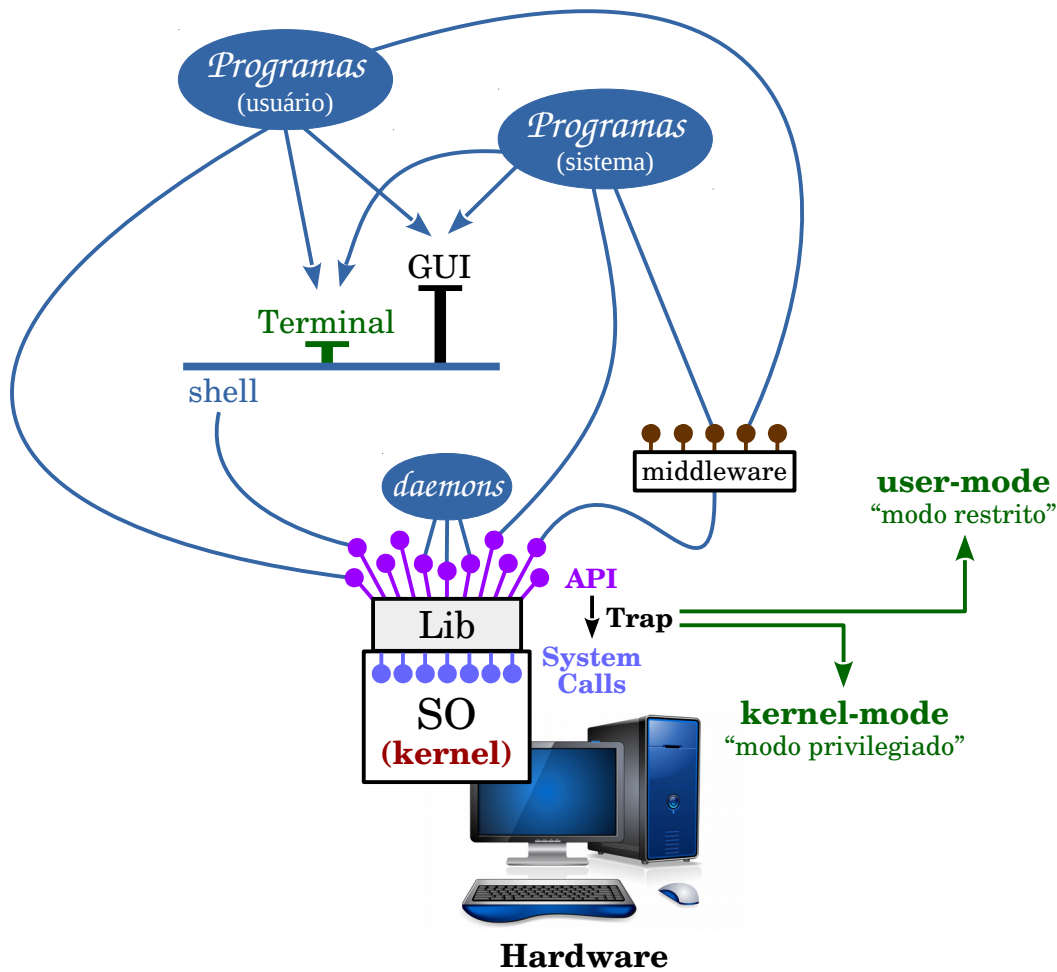 Programas
(usuário)
Programas
(sistema)
GUI
Terminal
shell
middleware
daemons
user-mode
“modo restrito”
API
Trap
Lib
System
Calls
SO
(kernel)
kernel-mode
“modo privilegiado”
Hardware